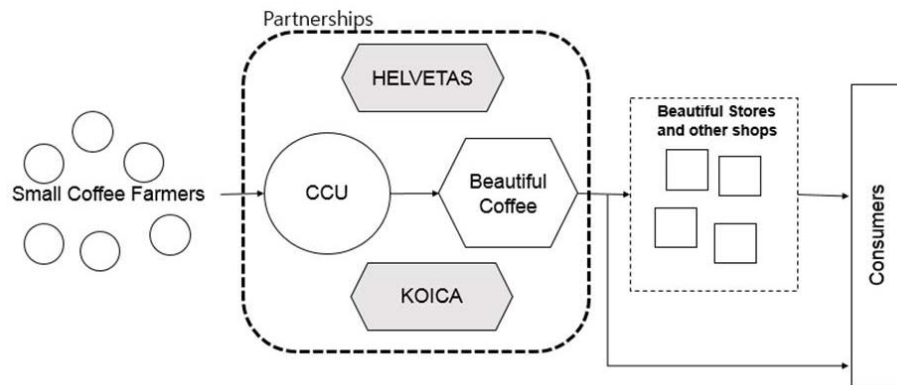 Partnerships
HELVETAS
Beautiful Stores
and other shops
Small Coffee Farmers
CCU
Beautiful
Coffee
KOICA
Consumers